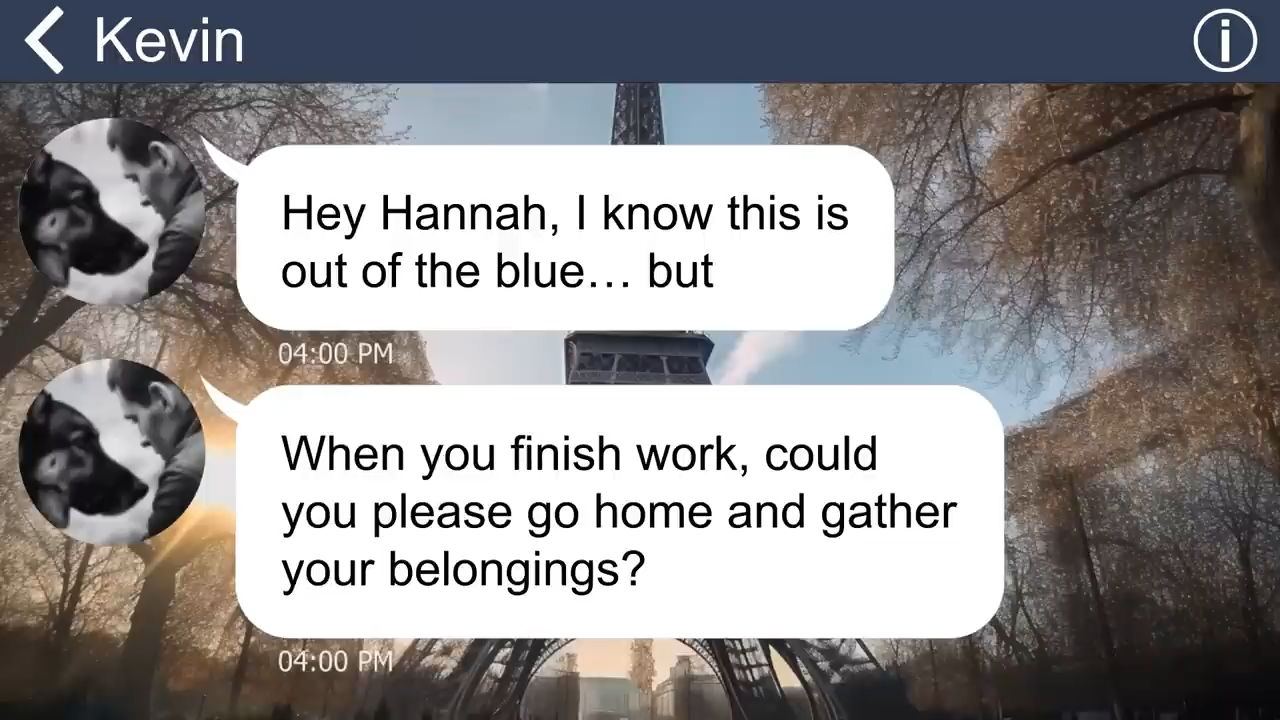 Kevin
Hey Hannah, I know this is
out of the blue… but
04:00 PM
When you finish work, could
you please go home and gather
your belongings?
04:00 PM